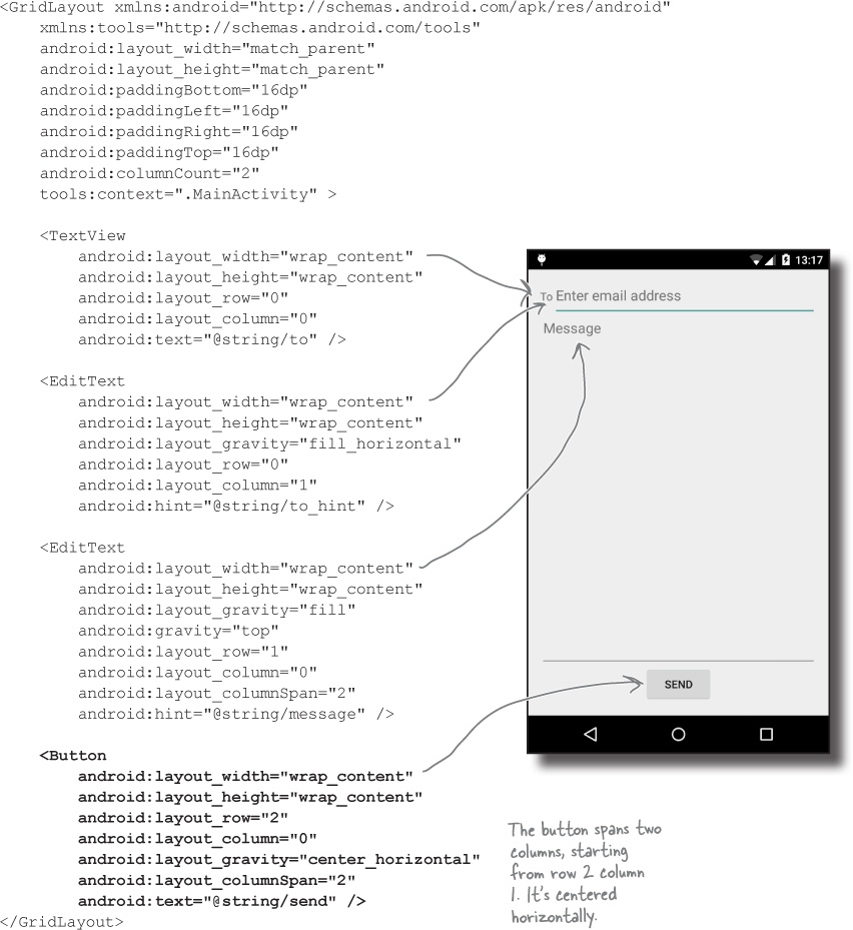 <GridLayout xmlns:android="http://schemas.android.com/apk/res/android"
xmlns:tools="http://schemas.android.com/tools"
android:layout_width="match_parent"
android:layout_height="match_parent"
android:paddingBottom="16dp"
android:paddingLeft="16dp"
android:paddingRight="16dp"
android:paddingTop="16dp"
android:columnCount="2"
tools:context=".MainActivity" >
<TextView
android:layout_width="wrap_content"
android:layout_height="wrap_content"
android:layout_row="0"
android:layout_column="0"
android:text="@string/to" />
<EditText
android:layout_width="wrap_content"
android:layout_height="wrap_content"
android:layout_gravity="fill_horizontal"
android:layout_row="0"
android:layout_column="1"
android:hint="@string/to_hint" />
<EditText
android:layout_width="wrap_content"
android:layout_height="wrap_content"
android:layout_gravity="fill"
android:gravity="top"
android:layout_row="1"
android:layout_column="0"
android:layout_columnSpan="2"
android:hint="@string/message" />
<Button
android:layout_width="wrap_content"
android:layout_height="wrap_content"
android:layout_row="2"
android:layout_column="0"
android:layout_gravity="center_horizontal"
android:layout_columnSpan="2"
android:text="@string/send" />
</GridLayout>
13:17
To Enter email address
Message
SEND
The button spans two
columns, starting
from row 2 column
1. It's centered
horizontally.